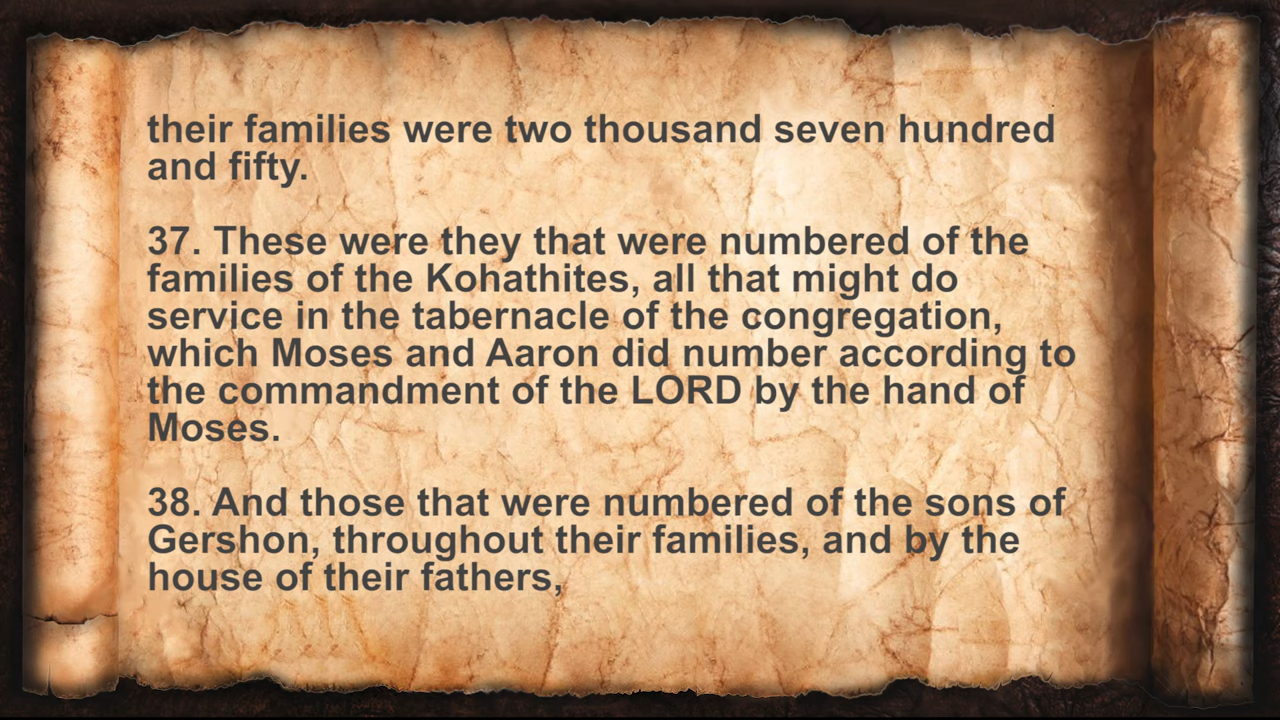 their families were two thousand seven hundred
and fifty.
37. These were they that were numbered of the
families of the Kohathites, all that might do
service in the tabernacle of the congregation,
which Moses and Aaron did number according to
the commandment of the LORD by the hand of
Moses.
38. And those that were numbered of the sons of
Gershon, throughout their families, and by the
house of their fathers,